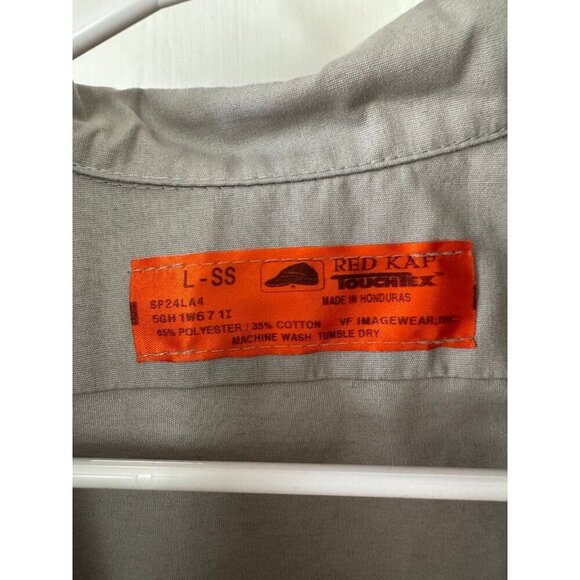 L - SS
RED KAP
TOUCHTEX™
SP24LA4
MADE IN HONDURAS
5GH 1W67 1I
65% POLYESTER / 35% COTTON
VF IMAGEWEAR, INC.
MACHINE WASH TUMBLE DRY